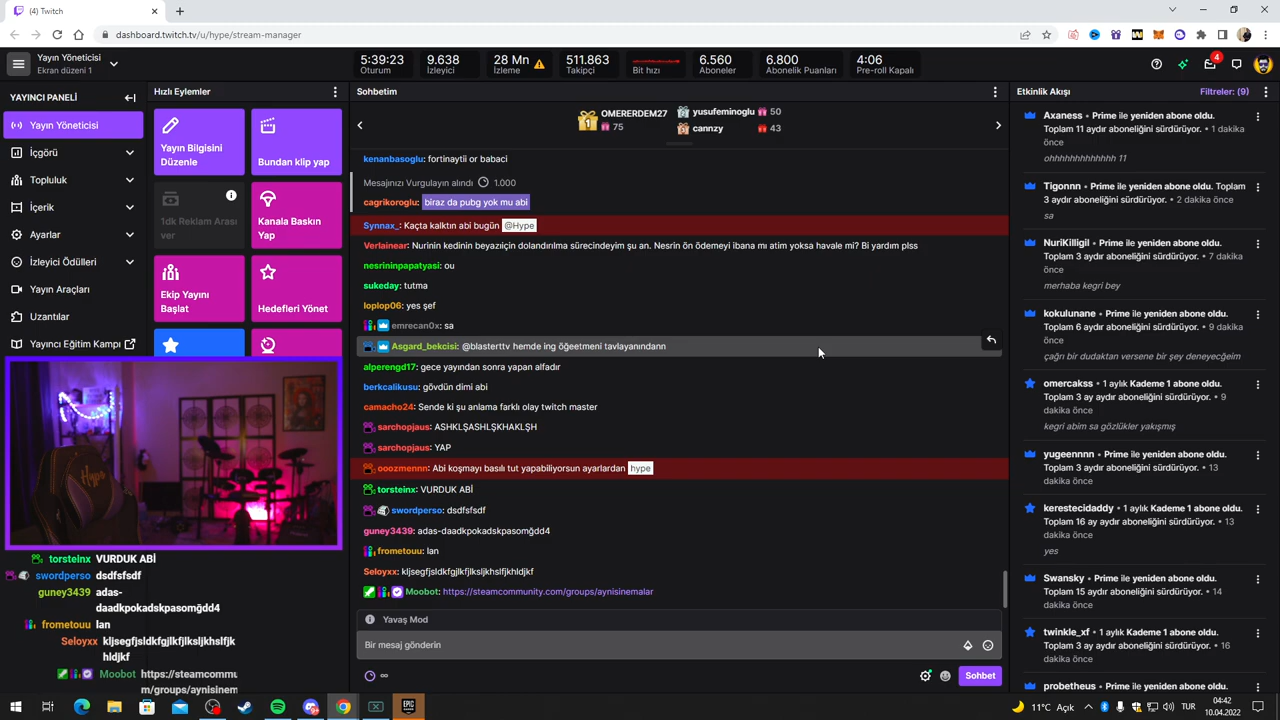 (4) Twitch
dashboard.twitch.tv/u/hype/stream-manager
Yayın Yöneticisi
Ekran düzeni 1
5:39:23
Oturum
9.638
İzleyici
28 Mn
İzleme
511.863
Takipçi
Bit hızı
6.560
Aboneler
6.800
Abonelik Puanları
4:06
Pre-roll Kapalı
4
YAYINCI PANELİ
Yayın Yöneticisi
İçgörü
Topluluk
İçerik
Ayarlar
İzleyici Ödülleri
Yayın Araçları
Uzantılar
Yayıncı Eğitim Kampı
Hızlı Eylemler
Yayın Bilgisini
Düzenle
Bundan klip yap
1dk Reklam Arası
ver
Kanala Baskın
Yap
Ekip Yayını
Başlat
Hedefleri Yönet
Sohbetim
1 OMERERDEM27
75
2 yusufeminoglu 50
3 cannzy 43
kenanbasoglu: fortinaytii or babaci
Mesajınızı Vurgulayın alındı 1.000
cagrikoroglu: biraz da pubg yok mu abi
Synnax_: Kaçta kalktın abi bugün @Hype
Verlainear: Nurinin kedinin beyaziçin dolandırılma sürecindeyim şu an. Nesrin ön ödemeyi ibana mı atim yoksa havale mi? Bi yardım plss
nesrininpapatyasi: ou
sukeday: tutma
loplop06: yes şef
emrecan0x: sa
Asgard_bekcisi: @blasterttv hemde ing öğeetmeni tavlayanındann
alperengd17: gece yayından sonra yapan alfadır
berkcalikusu: gövdün dimi abi
camacho24: Sende ki şu anlama farklı olay twitch master
sarchopjaus: ASHKLŞASHLŞKHAKLŞH
sarchopjaus: YAP
ooozmennn: Abi koşmayı basılı tut yapabiliyorsun ayarlardan hype
torsteinx: VURDUK ABİ
swordperso: dsdfsfsdf
guney3439: adas-daadkpokadskpasomğdd4
frometouu: lan
Seloyxx: kljsegfjsldkfgjlkfjlksljkhslfjkhldjkf
Moobot: https://steamcommunity.com/groups/aynisinemalar
Yavaş Mod
Bir mesaj gönderin
Sohbet
Etkinlik Akışı
Filtreler: (9)
Axaness • Prime ile yeniden abone oldu.
Toplam 11 aydır aboneliğini sürdürüyor. • 1 dakika
önce
ohhhhhhhhhhhhh 11
Tigonnn • Prime ile yeniden abone oldu. Toplam
3 aydır aboneliğini sürdürüyor. • 2 dakika önce
sa
NuriKilligil • Prime ile yeniden abone oldu.
Toplam 3 aydır aboneliğini sürdürüyor. • 7 dakika
önce
merhaba kegri bey
kokulunane • Prime ile yeniden abone oldu.
Toplam 6 aydır aboneliğini sürdürüyor. • 9 dakika
önce
çağrı bir dudaktan versene bir şey deneyeceğeim
omercakss • 1 aylık Kademe 1 abone oldu.
Toplam 3 ay aydır aboneliğini sürdürüyor. • 9
dakika önce
kegri abim sa gözlükler yakışmış
yugeennnn • Prime ile yeniden abone oldu.
Toplam 3 aydır aboneliğini sürdürüyor. • 13
dakika önce
kerestecidaddy • 1 aylık Kademe 1 abone oldu.
Toplam 16 ay aydır aboneliğini sürdürüyor. • 13
dakika önce
yes
Swansky • Prime ile yeniden abone oldu.
Toplam 15 aydır aboneliğini sürdürüyor. • 14
dakika önce
twinkle_xf • 1 aylık Kademe 1 abone oldu.
Toplam 3 ay aydır aboneliğini sürdürüyor. • 16
dakika önce
probetheus • Prime ile yeniden abone oldu.
torsteinx VURDUK ABİ
swordperso dsdfsfsdf
guney3439 adas-
daadkpokadskpasomğdd4
frometouu lan
Seloyxx kljsegfjsldkfgjlkfjlksljkhslfjk
hldjkf
Moobot https://steamcommu
m/groups/aynisinemala
11°C Açık
TUR
04:42
10.04.2022